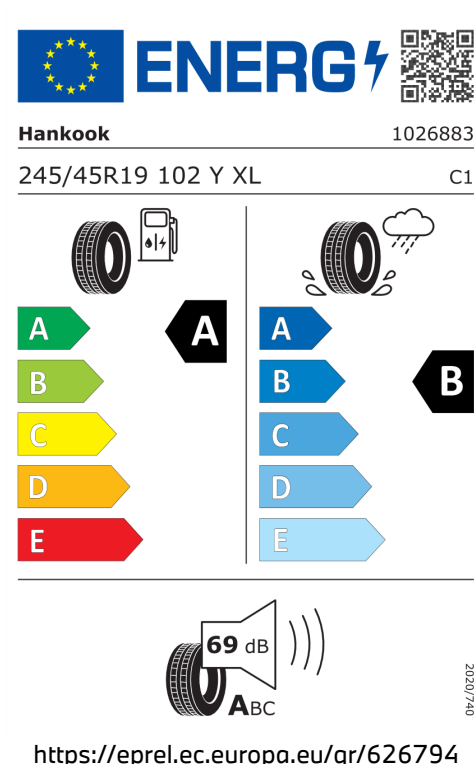 ENERG
Hankook 1026883
245/45R19 102 Y XL C1
A A A
B B B
C C
D D
E E
69 dB
ABC
2020/740
https://eprel.ec.europa.eu/qr/626794